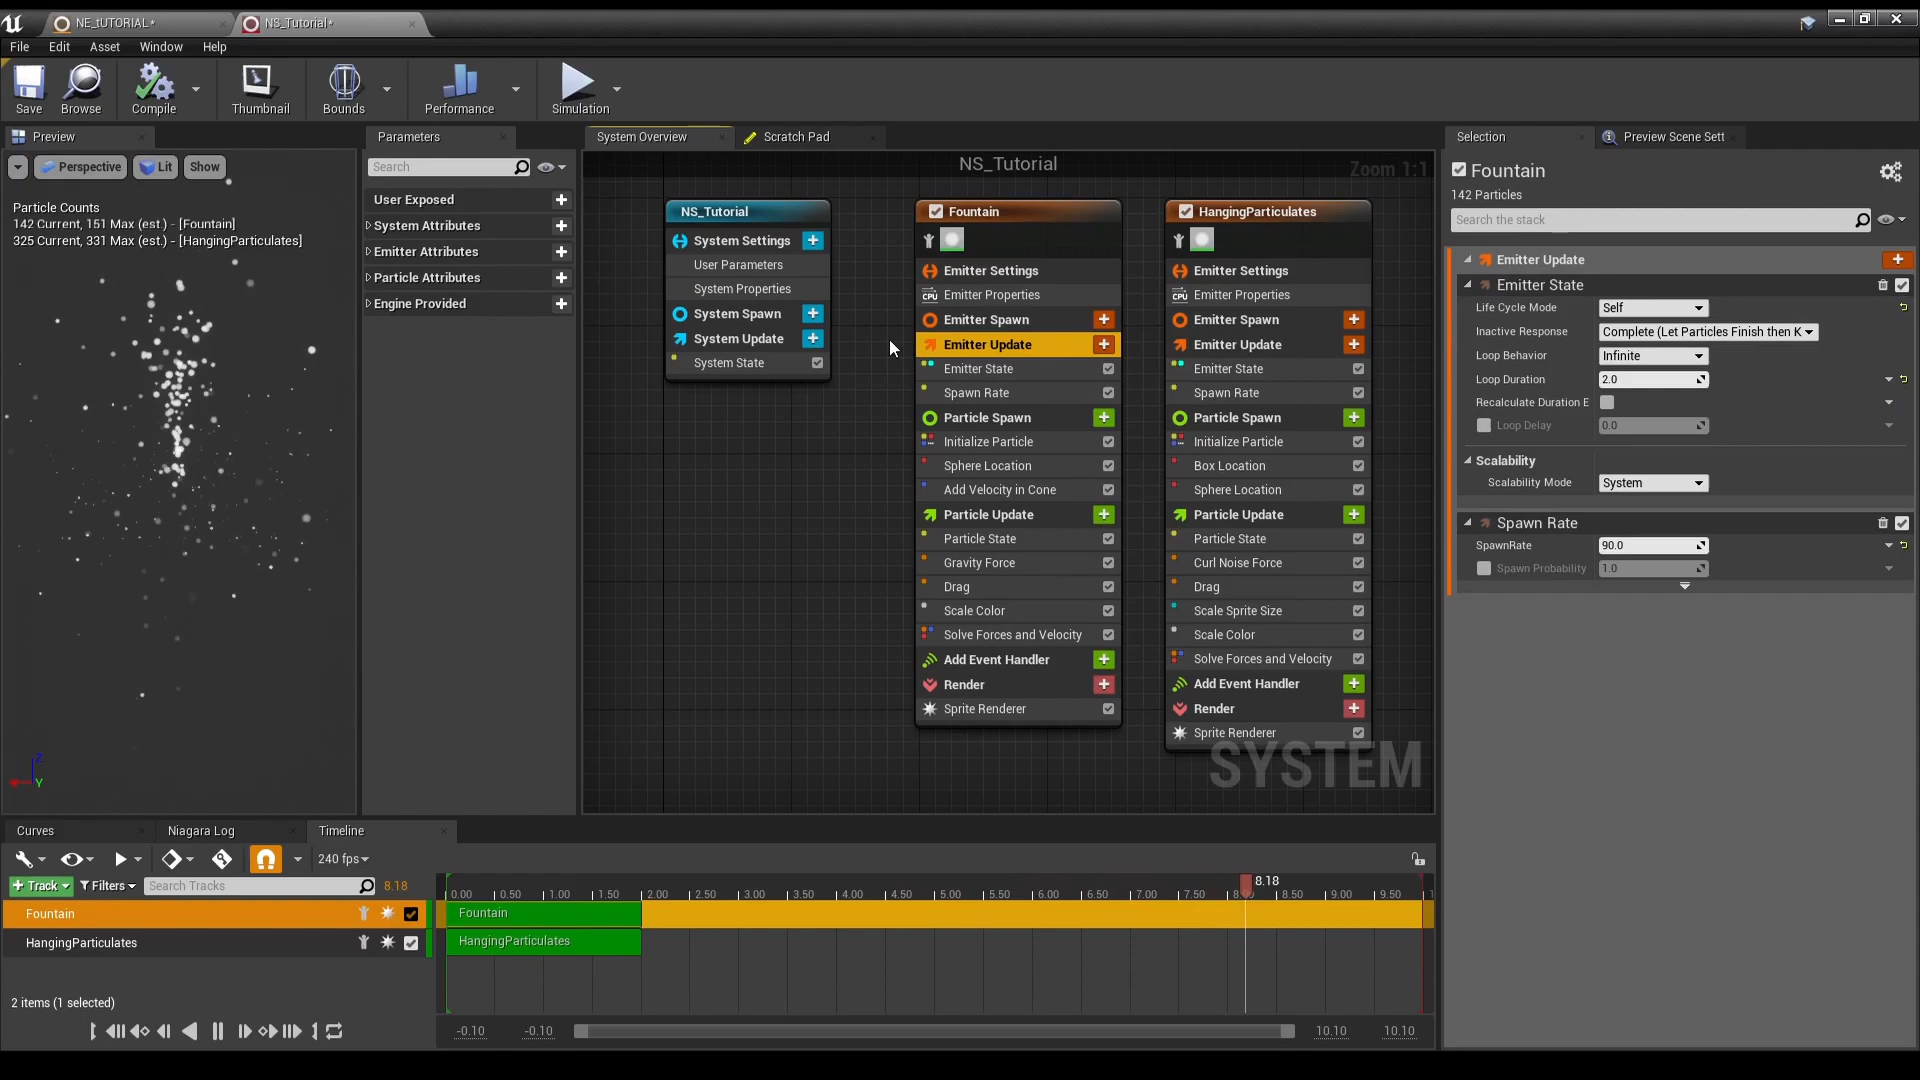 NE_tUTORIAL*
NS_Tutorial*
File Edit Asset Window Help
Save
Browse
Compile
Thumbnail
Bounds
Performance
Simulation
Preview
Perspective
Lit
Show
Particle Counts
142 Current, 151 Max (est.) - [Fountain]
325 Current, 331 Max (est.) - [HangingParticulates]
Z
Y
Parameters
Search
User Exposed
System Attributes
Emitter Attributes
Particle Attributes
Engine Provided
System Overview
Scratch Pad
NS_Tutorial
Zoom 1:1
NS_Tutorial
System Settings
User Parameters
System Properties
System Spawn
System Update
System State
Fountain
Emitter Settings
CPU Emitter Properties
Emitter Spawn
Emitter Update
Emitter State
Spawn Rate
Particle Spawn
Initialize Particle
Sphere Location
Add Velocity in Cone
Particle Update
Particle State
Gravity Force
Drag
Scale Color
Solve Forces and Velocity
Add Event Handler
Render
Sprite Renderer
HangingParticulates
Emitter Settings
CPU Emitter Properties
Emitter Spawn
Emitter Update
Emitter State
Spawn Rate
Particle Spawn
Initialize Particle
Box Location
Sphere Location
Particle Update
Particle State
Curl Noise Force
Drag
Scale Sprite Size
Scale Color
Solve Forces and Velocity
Add Event Handler
Render
Sprite Renderer
SYSTEM
Selection
Preview Scene Sett
Fountain
142 Particles
Search the stack
Emitter Update
Emitter State
Life Cycle Mode Self
Inactive Response Complete (Let Particles Finish then K
Loop Behavior Infinite
Loop Duration 2.0
Recalculate Duration E
Loop Delay 0.0
Scalability
Scalability Mode System
Spawn Rate
SpawnRate 90.0
Spawn Probability 1.0
Curves
Niagara Log
Timeline
240 fps
+ Track
Filters
Search Tracks
8.18
Fountain
HangingParticulates
2 items (1 selected)
8.18
0.00 0.50 1.00 1.50 2.00 2.50 3.00 3.50 4.00 4.50 5.00 5.50 6.00 6.50 7.00 7.50 8.00 8.50 9.00 9.50 1
Fountain
HangingParticulates
-0.10 -0.10 10.10 10.10